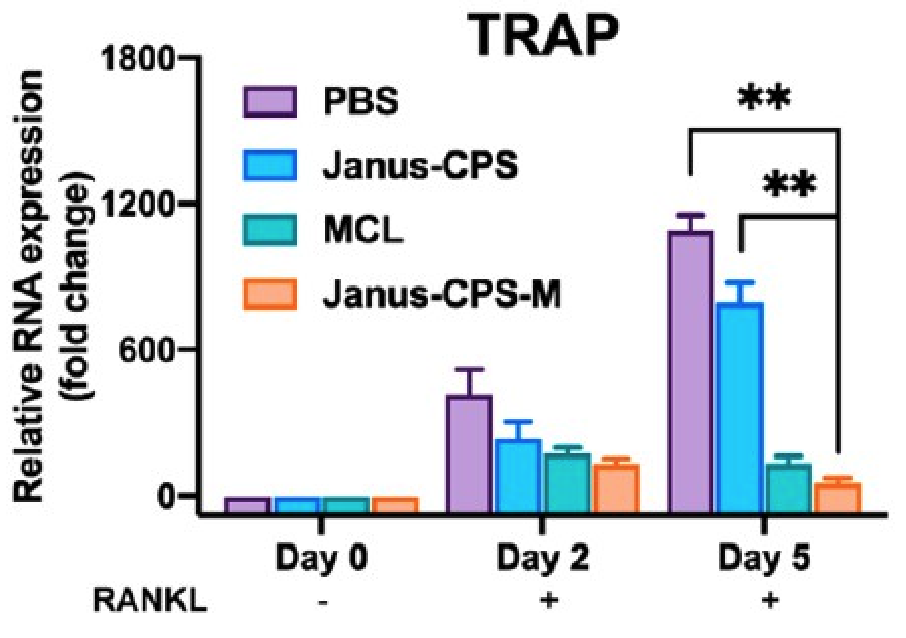 TRAP
Relative RNA expression
(fold change)
1800
1200
600
0
PBS
Janus-CPS
MCL
Janus-CPS-M
**
**
Day 0 Day 2 Day 5
RANKL - + +